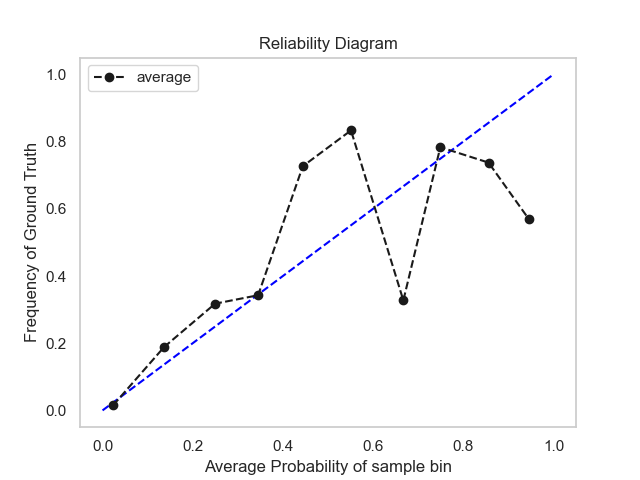 Reliability Diagram
average
1.0
0.8
0.6
0.4
0.2
0.0
Frequency of Ground Truth
0.0 0.2 0.4 0.6 0.8 1.0
Average Probability of sample bin